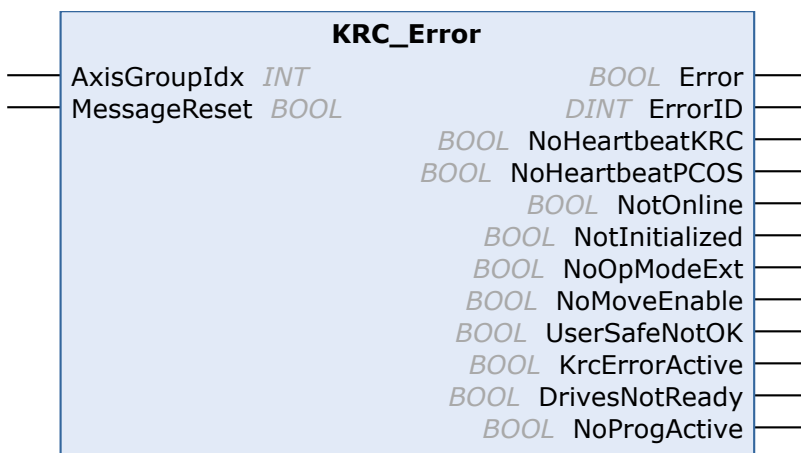 KRC_Error
AxisGroupIdx INT BOOL Error
MessageReset BOOL DINT ErrorID
BOOL NoHeartbeatKRC
BOOL NoHeartbeatPCOS
BOOL NotOnline
BOOL NotInitialized
BOOL NoOpModeExt
BOOL NoMoveEnable
BOOL UserSafeNotOK
BOOL KrcErrorActive
BOOL DrivesNotReady
BOOL NoProgActive